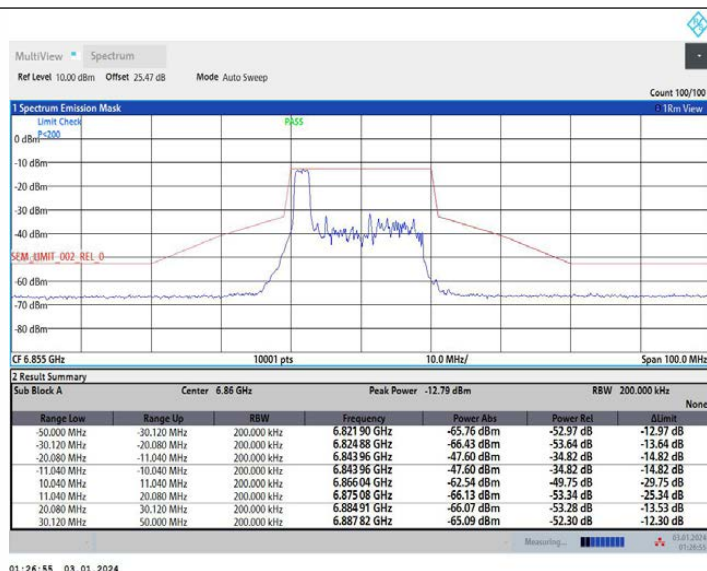 MultiView Spectrum
Ref Level 10.00 dBm Offset 25.47 dB Mode Auto Sweep
Count 100/100
1 Spectrum Emission Mask 1Rm View
Limit Check PASS
P<200
0 dBm
-10 dBm
-20 dBm
-30 dBm
-40 dBm
SEM_LIMIT_002_REL_0
-60 dBm
-70 dBm
-80 dBm
CF 6.855 GHz 10001 pts 10.0 MHz/ Span 100.0 MHz
2 Result Summary
Sub Block A Center 6.86 GHz Peak Power -12.79 dBm RBW 200.000 kHz
None
Range Low Range Up RBW Frequency Power Abs Power Rel ΔLimit
-50.000 MHz -30.120 MHz 200.000 kHz 6.821 90 GHz -65.76 dBm -52.97 dB -12.97 dB
-30.120 MHz -20.080 MHz 200.000 kHz 6.824 88 GHz -66.43 dBm -53.64 dB -13.64 dB
-20.080 MHz -11.040 MHz 200.000 kHz 6.843 96 GHz -47.60 dBm -34.82 dB -14.82 dB
-11.040 MHz -10.040 MHz 200.000 kHz 6.843 96 GHz -47.60 dBm -34.82 dB -14.82 dB
10.040 MHz 11.040 MHz 200.000 kHz 6.866 04 GHz -62.54 dBm -49.75 dB -29.75 dB
11.040 MHz 20.080 MHz 200.000 kHz 6.875 08 GHz -66.13 dBm -53.34 dB -25.34 dB
20.080 MHz 30.120 MHz 200.000 kHz 6.884 91 GHz -66.07 dBm -53.28 dB -13.53 dB
30.120 MHz 50.000 MHz 200.000 kHz 6.887 82 GHz -65.09 dBm -52.30 dB -12.30 dB
Measuring... 03.01.2024
01:26:55
01:26:55 03.01.2024